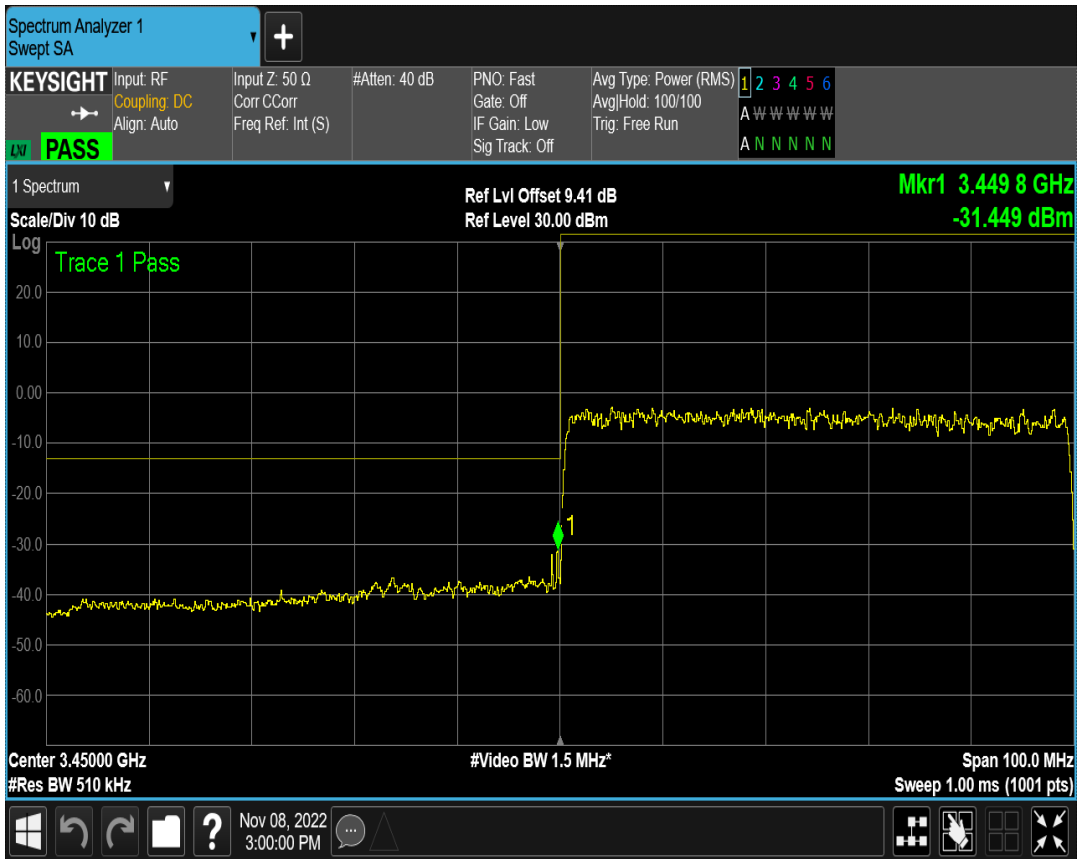 Spectrum Analyzer 1
Swept SA
KEYSIGHT
LXI PASS
Input: RF
Coupling: DC
Align: Auto
Input Z: 50 Ω
Corr CCorr
Freq Ref: Int (S)
#Atten: 40 dB
PNO: Fast
Gate: Off
IF Gain: Low
Sig Track: Off
Avg Type: Power (RMS)
Avg|Hold: 100/100
Trig: Free Run
1 2 3 4 5 6
A W W W W W
A N N N N N
1 Spectrum
Scale/Div 10 dB
Ref Lvl Offset 9.41 dB
Ref Level 30.00 dBm
Mkr1 3.449 8 GHz
-31.449 dBm
Log
Trace 1 Pass
20.0
10.0
0.00
-10.0
-20.0
1
-30.0
-40.0
-50.0
-60.0
Center 3.45000 GHz
#Res BW 510 kHz
#Video BW 1.5 MHz*
Span 100.0 MHz
Sweep 1.00 ms (1001 pts)
?
Nov 08, 2022
3:00:00 PM